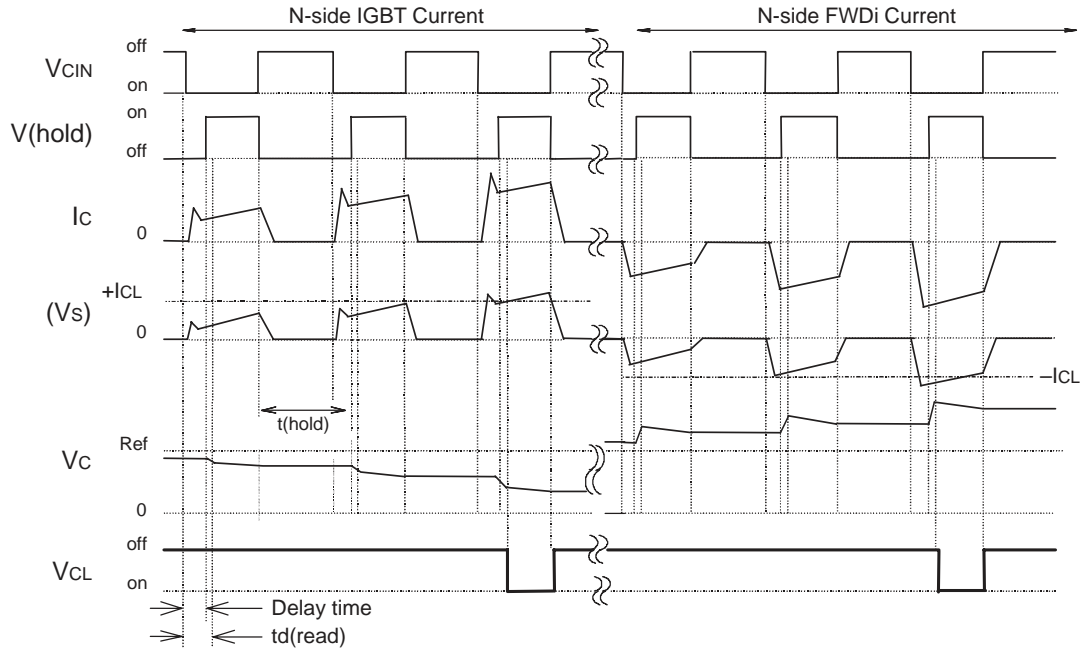 N-side IGBT Current
N-side FWDi Current
VCIN
off
on
V(hold)
on
off
IC
0
(VS)
+ICL
0
–ICL
t(hold)
VC
Ref
0
VCL
off
on
Delay time
td(read)